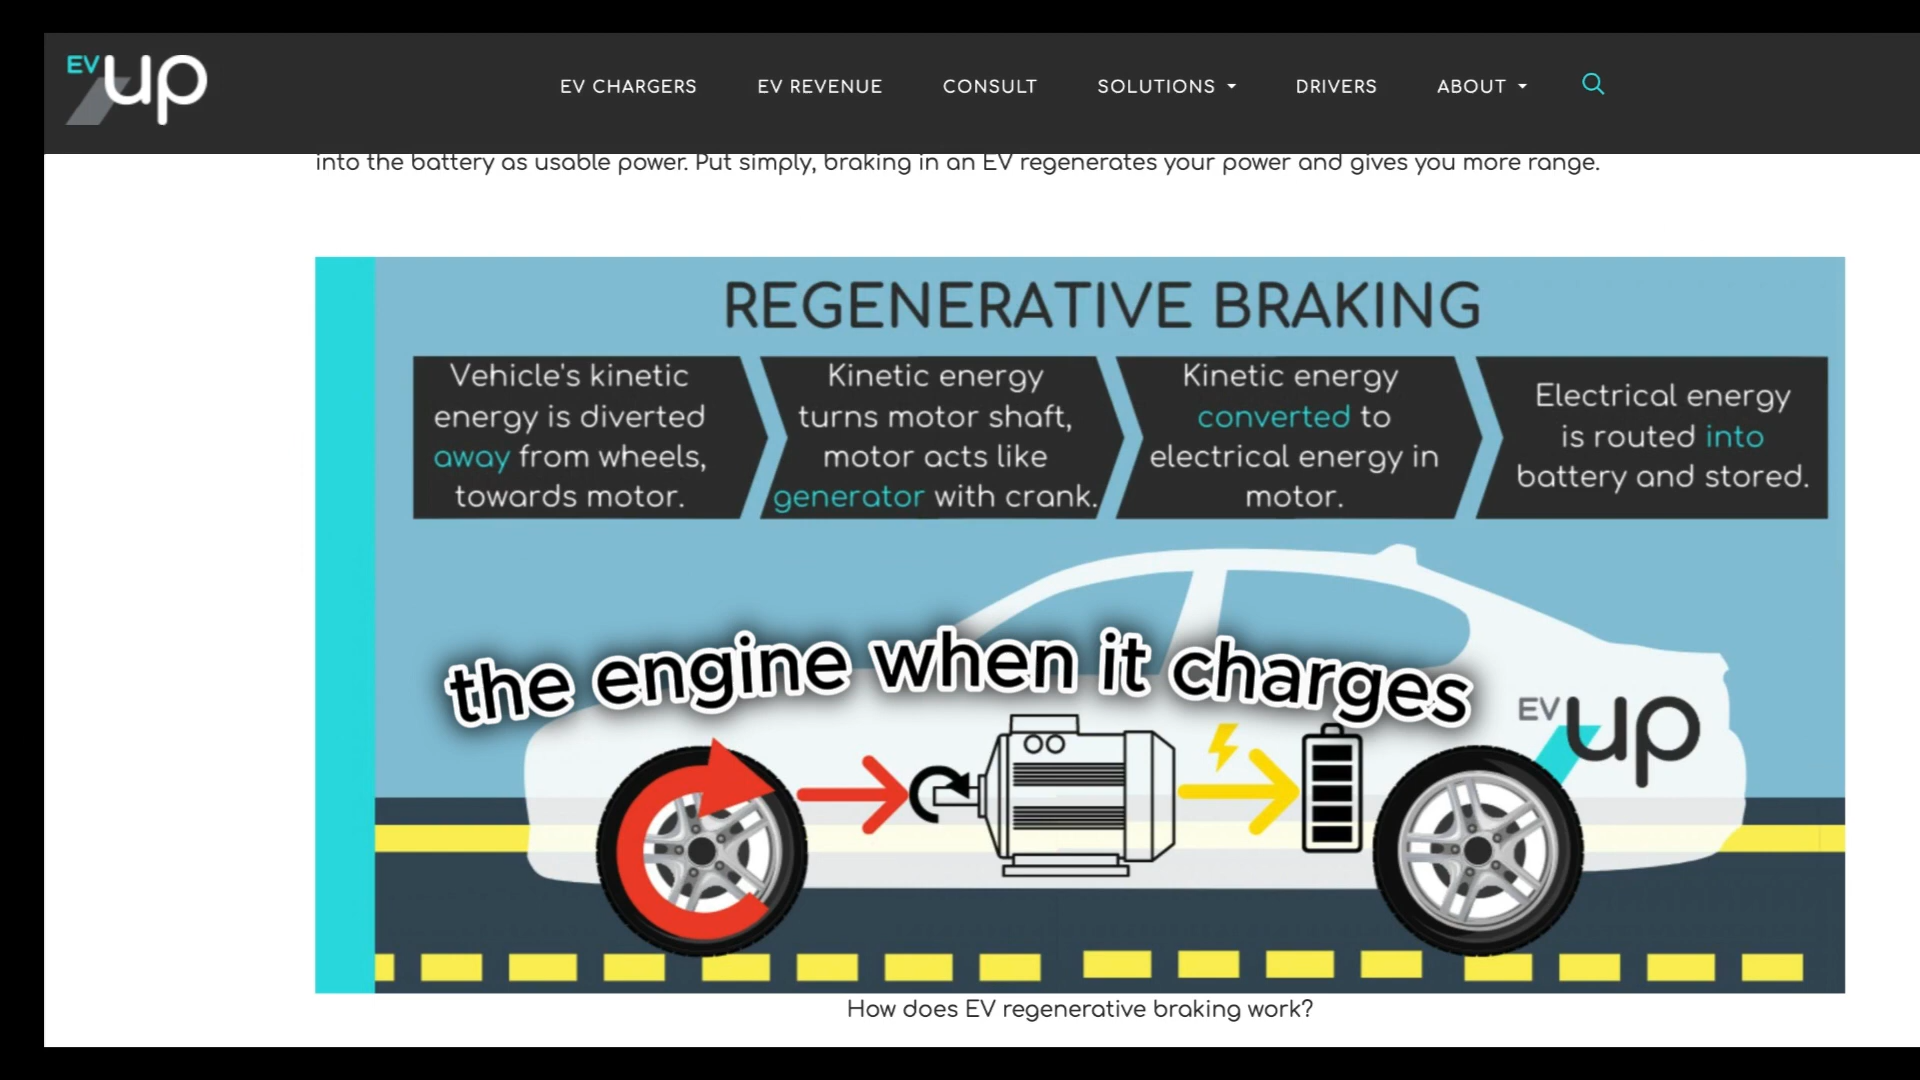 EV up
EV CHARGERS EV REVENUE CONSULT SOLUTIONS DRIVERS ABOUT
into the battery as usable power. Put simply, braking in an EV regenerates your power and gives you more range.
REGENERATIVE BRAKING
Vehicle's kinetic
energy is diverted
away from wheels,
towards motor.
Kinetic energy
turns motor shaft,
motor acts like
generator with crank.
Kinetic energy
converted to
electrical energy in
motor.
Electrical energy
is routed into
battery and stored.
the engine when it charges
EV up
How does EV regenerative braking work?